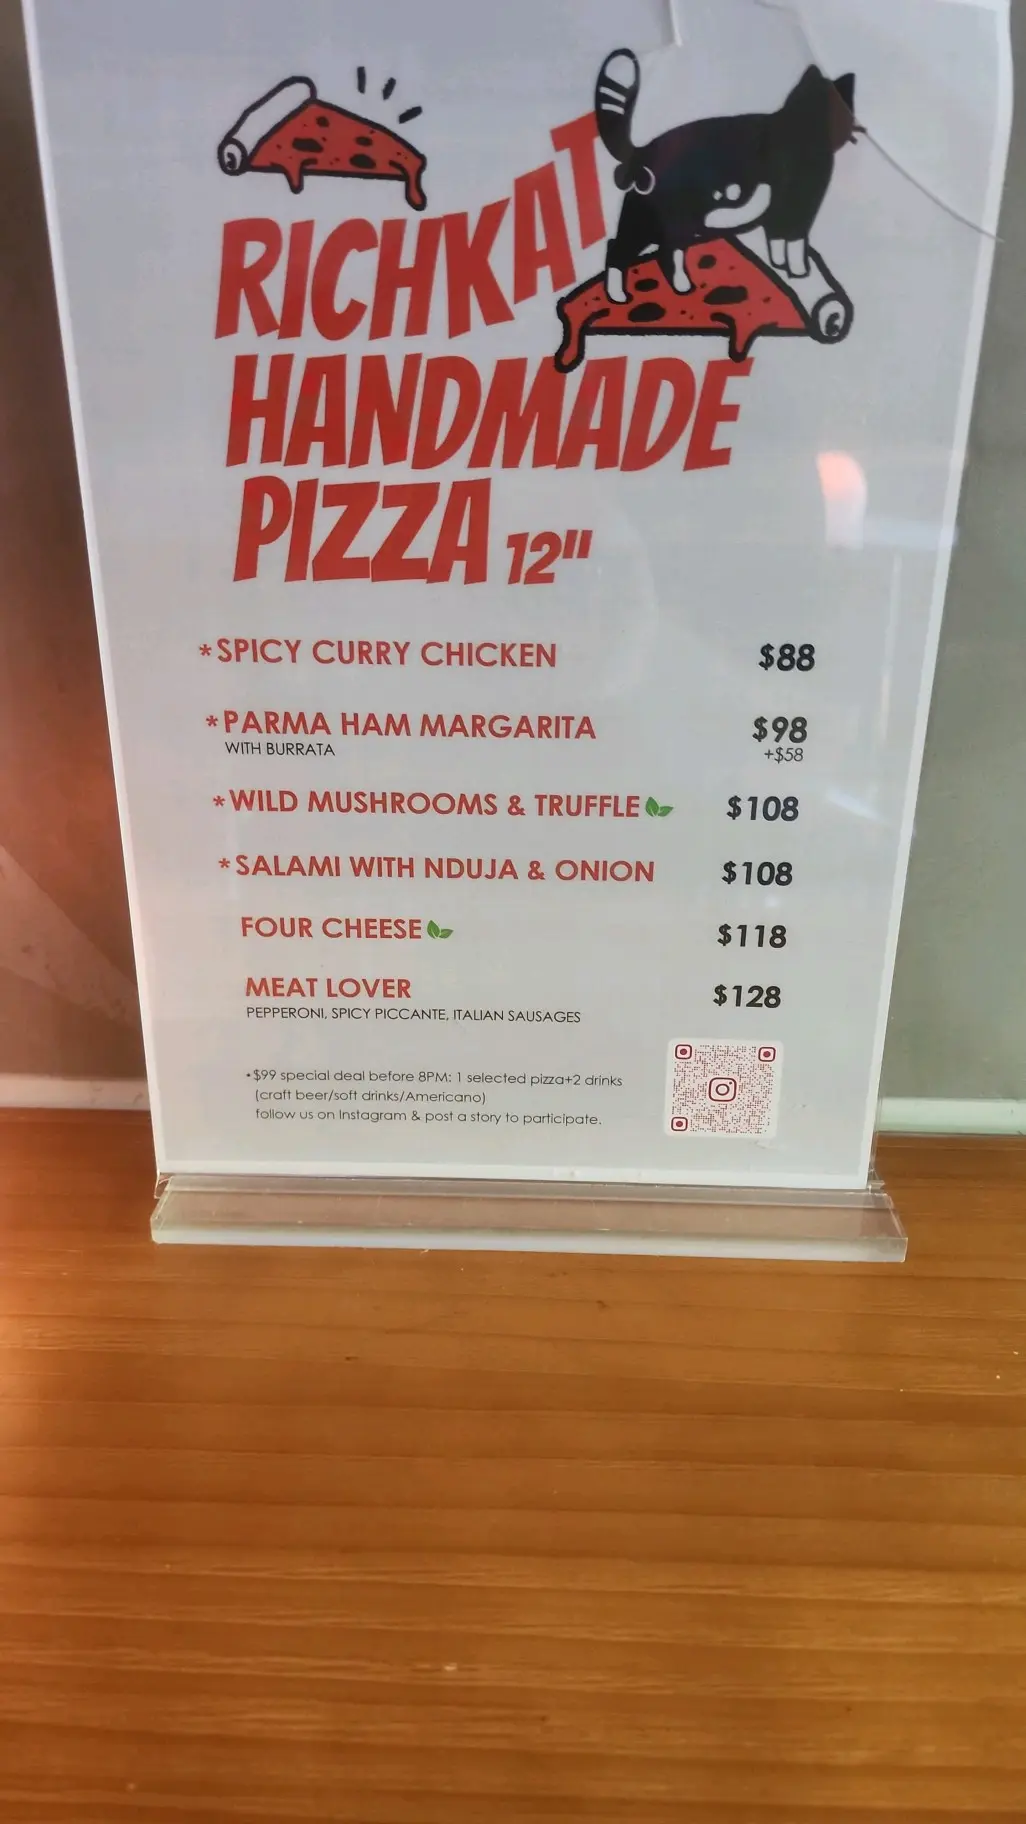 RICHKAT
HANDMADE
PIZZA 12"
*SPICY CURRY CHICKEN $88
*PARMA HAM MARGARITA $98
WITH BURRATA +$58
*WILD MUSHROOMS & TRUFFLE $108
*SALAMI WITH NDUJA & ONION $108
FOUR CHEESE $118
MEAT LOVER $128
PEPPERONI, SPICY PICCANTE, ITALIAN SAUSAGES
•$99 special deal before 8PM: 1 selected pizza+2 drinks
(craft beer/soft drinks/Americano)
follow us on Instagram & post a story to participate.